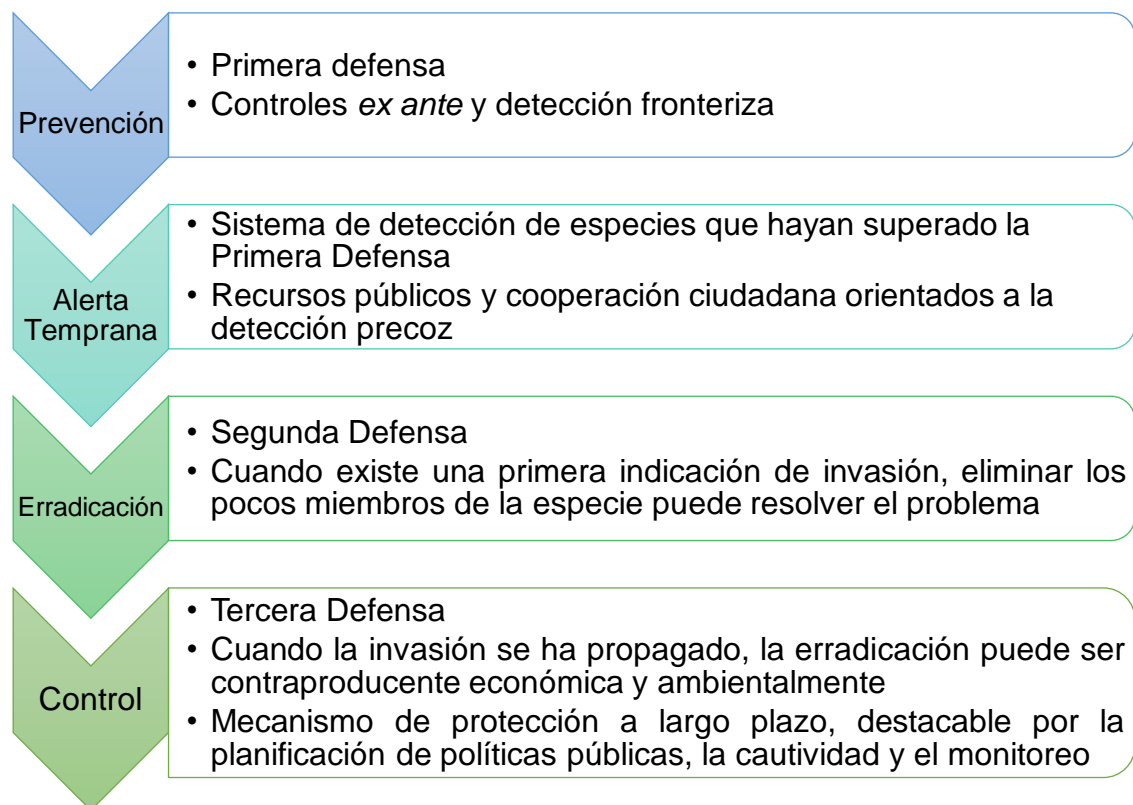 Prevención
• Primera defensa
• Controles ex ante y detección fronteriza
Alerta
Temprana
• Sistema de detección de especies que hayan superado la
Primera Defensa
• Recursos públicos y cooperación ciudadana orientados a la
detección precoz
Erradicación
• Segunda Defensa
• Cuando existe una primera indicación de invasión, eliminar los
pocos miembros de la especie puede resolver el problema
Control
• Tercera Defensa
• Cuando la invasión se ha propagado, la erradicación puede ser
contraproducente económica y ambientalmente
• Mecanismo de protección a largo plazo, destacable por la
planificación de políticas públicas, la cautividad y el monitoreo